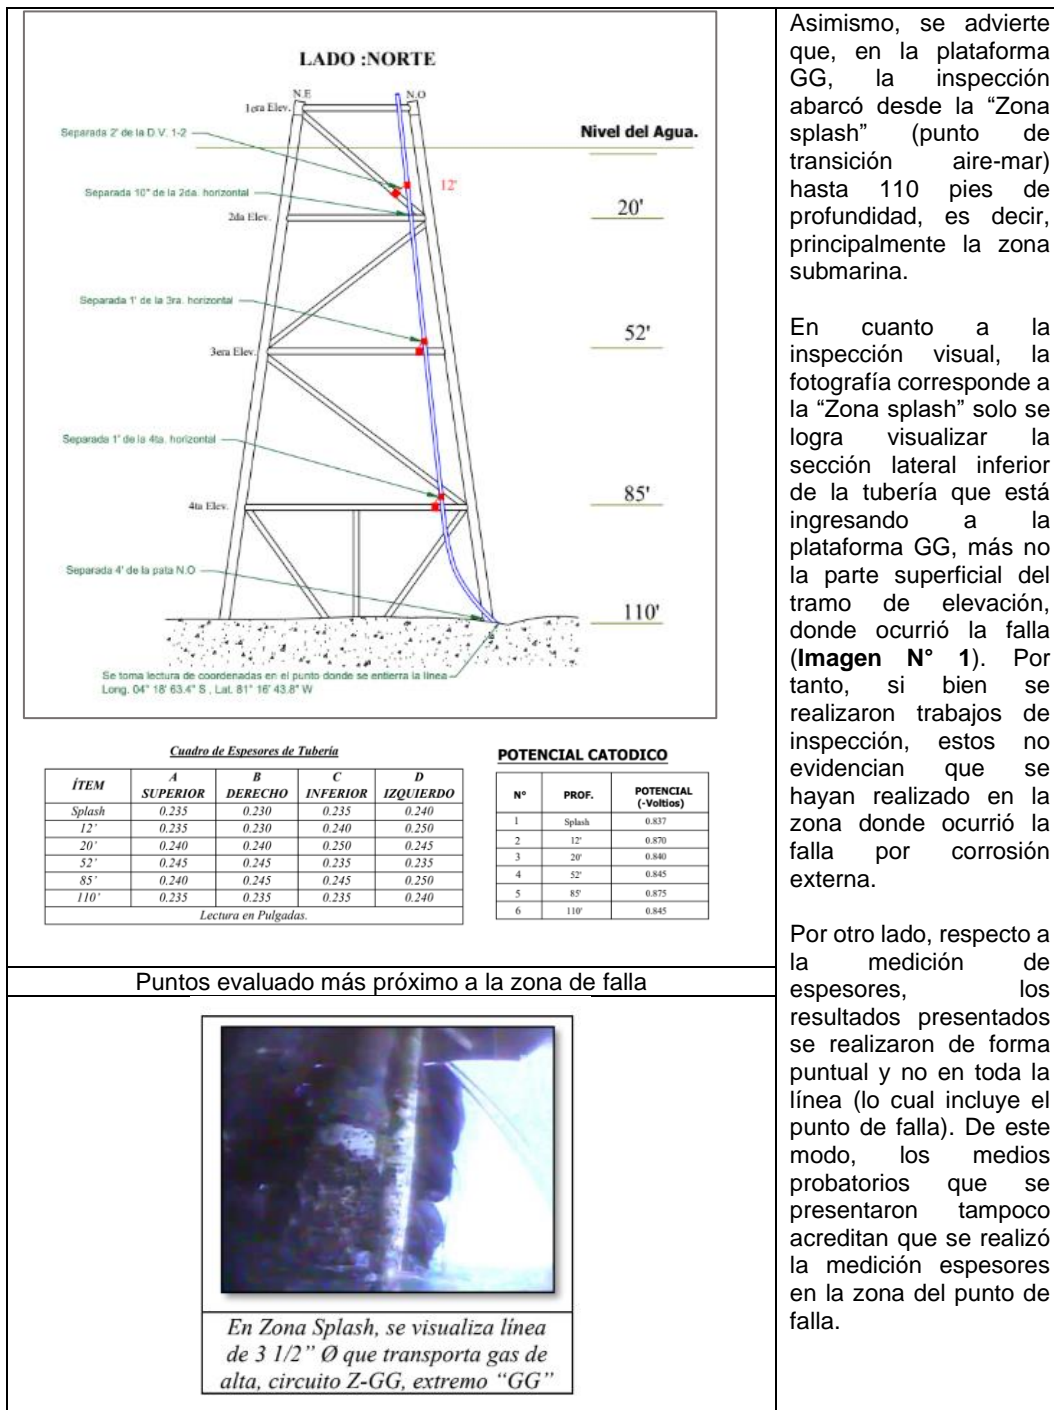 LADO :NORTE
N.E
N.O
1era Elev.
Separada 2' de la D.V. 1-2
Nivel del Agua.
12'
Separada 10" de la 2da. horizontal
2da Elev.
20'
Separada 1' de la 3ra. horizontal
3era Elev.
52'
Separada 1' de la 4ta. horizontal
4ta Elev.
85'
Separada 4' de la pata N.O
110'
Se toma lectura de coordenadas en el punto donde se entierra la línea
Long. 04° 18' 63.4" S , Lat. 81° 16' 43.8" W
Cuadro de Espesores de Tubería
ÍTEM A SUPERIOR B DERECHO C INFERIOR D IZQUIERDO
Splash 0.235 0.230 0.235 0.240
12' 0.235 0.230 0.240 0.250
20' 0.240 0.240 0.250 0.245
52' 0.245 0.245 0.235 0.235
85' 0.240 0.245 0.245 0.250
110' 0.235 0.235 0.235 0.240
Lectura en Pulgadas.
POTENCIAL CATODICO
N° PROF. POTENCIAL (-Voltios)
1 Splash 0.837
2 12' 0.870
3 20' 0.840
4 52' 0.845
5 85' 0.875
6 110' 0.845
Puntos evaluado más próximo a la zona de falla
En Zona Splash, se visualiza línea
de 3 1/2" Ø que transporta gas de
alta, circuito Z-GG, extremo "GG"
Asimismo, se advierte
que, en la plataforma
GG, la inspección
abarcó desde la “Zona
splash” (punto de
transición aire-mar)
hasta 110 pies de
profundidad, es decir,
principalmente la zona
submarina.
En cuanto a la
inspección visual, la
fotografía corresponde a
la “Zona splash” solo se
logra visualizar la
sección lateral inferior
de la tubería que está
ingresando a la
plataforma GG, más no
la parte superficial del
tramo de elevación,
donde ocurrió la falla
(Imagen N° 1). Por
tanto, si bien se
realizaron trabajos de
inspección, estos no
evidencian que se
hayan realizado en la
zona donde ocurrió la
falla por corrosión
externa.
Por otro lado, respecto a
la medición de
espesores, los
resultados presentados
se realizaron de forma
puntual y no en toda la
línea (lo cual incluye el
punto de falla). De este
modo, los medios
probatorios que se
presentaron tampoco
acreditan que se realizó
la medición espesores
en la zona del punto de
falla.